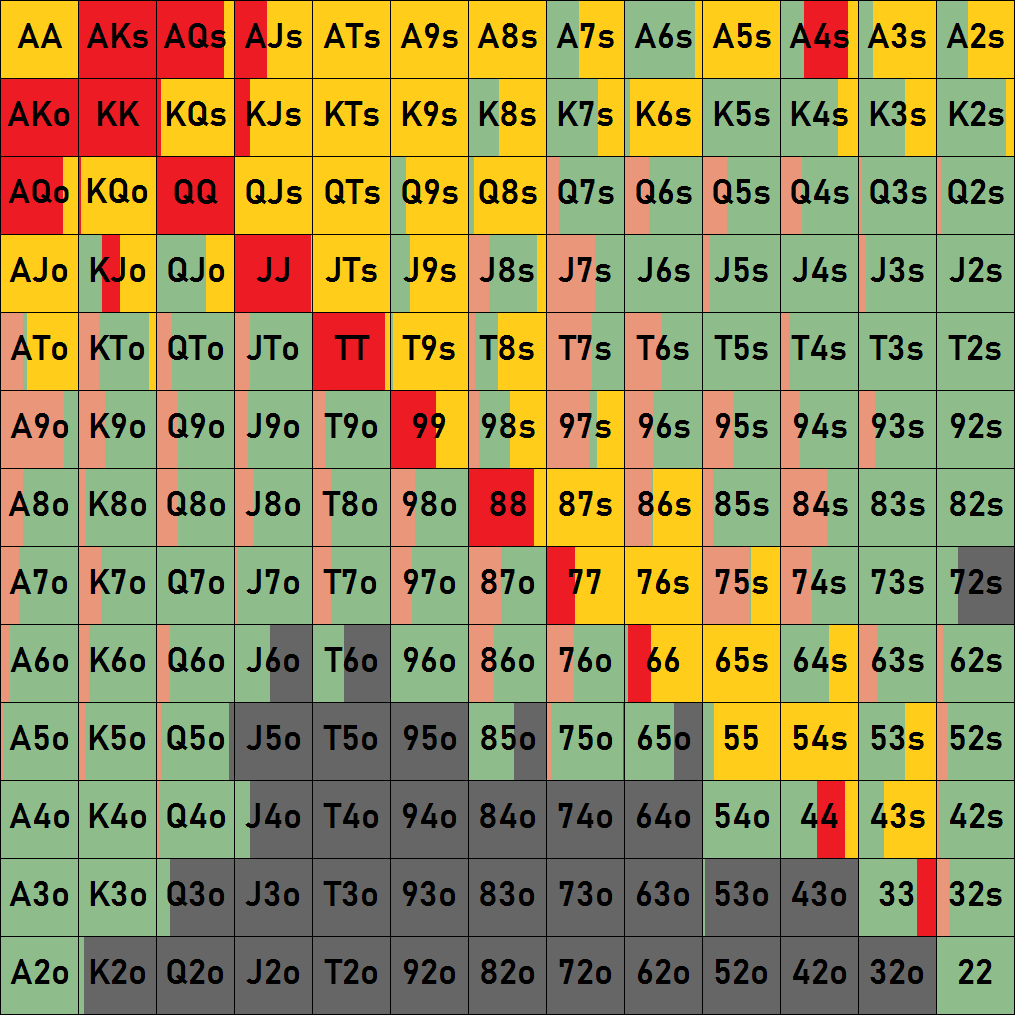 AA AKs AQs AJs ATs A9s A8s A7s A6s A5s A4s A3s A2s
AKo KK KQs KJs KTs K9s K8s K7s K6s K5s K4s K3s K2s
AQo KQo QQ QJs QTs Q9s Q8s Q7s Q6s Q5s Q4s Q3s Q2s
AJo KJo QJo JJ JTs J9s J8s J7s J6s J5s J4s J3s J2s
ATo KTo QTo JTo TT T9s T8s T7s T6s T5s T4s T3s T2s
A9o K9o Q9o J9o T9o 99 98s 97s 96s 95s 94s 93s 92s
A8o K8o Q8o J8o T8o 98o 88 87s 86s 85s 84s 83s 82s
A7o K7o Q7o J7o T7o 97o 87o 77 76s 75s 74s 73s 72s
A6o K6o Q6o J6o T6o 96o 86o 76o 66 65s 64s 63s 62s
A5o K5o Q5o J5o T5o 95o 85o 75o 65o 55 54s 53s 52s
A4o K4o Q4o J4o T4o 94o 84o 74o 64o 54o 44 43s 42s
A3o K3o Q3o J3o T3o 93o 83o 73o 63o 53o 43o 33 32s
A2o K2o Q2o J2o T2o 92o 82o 72o 62o 52o 42o 32o 22